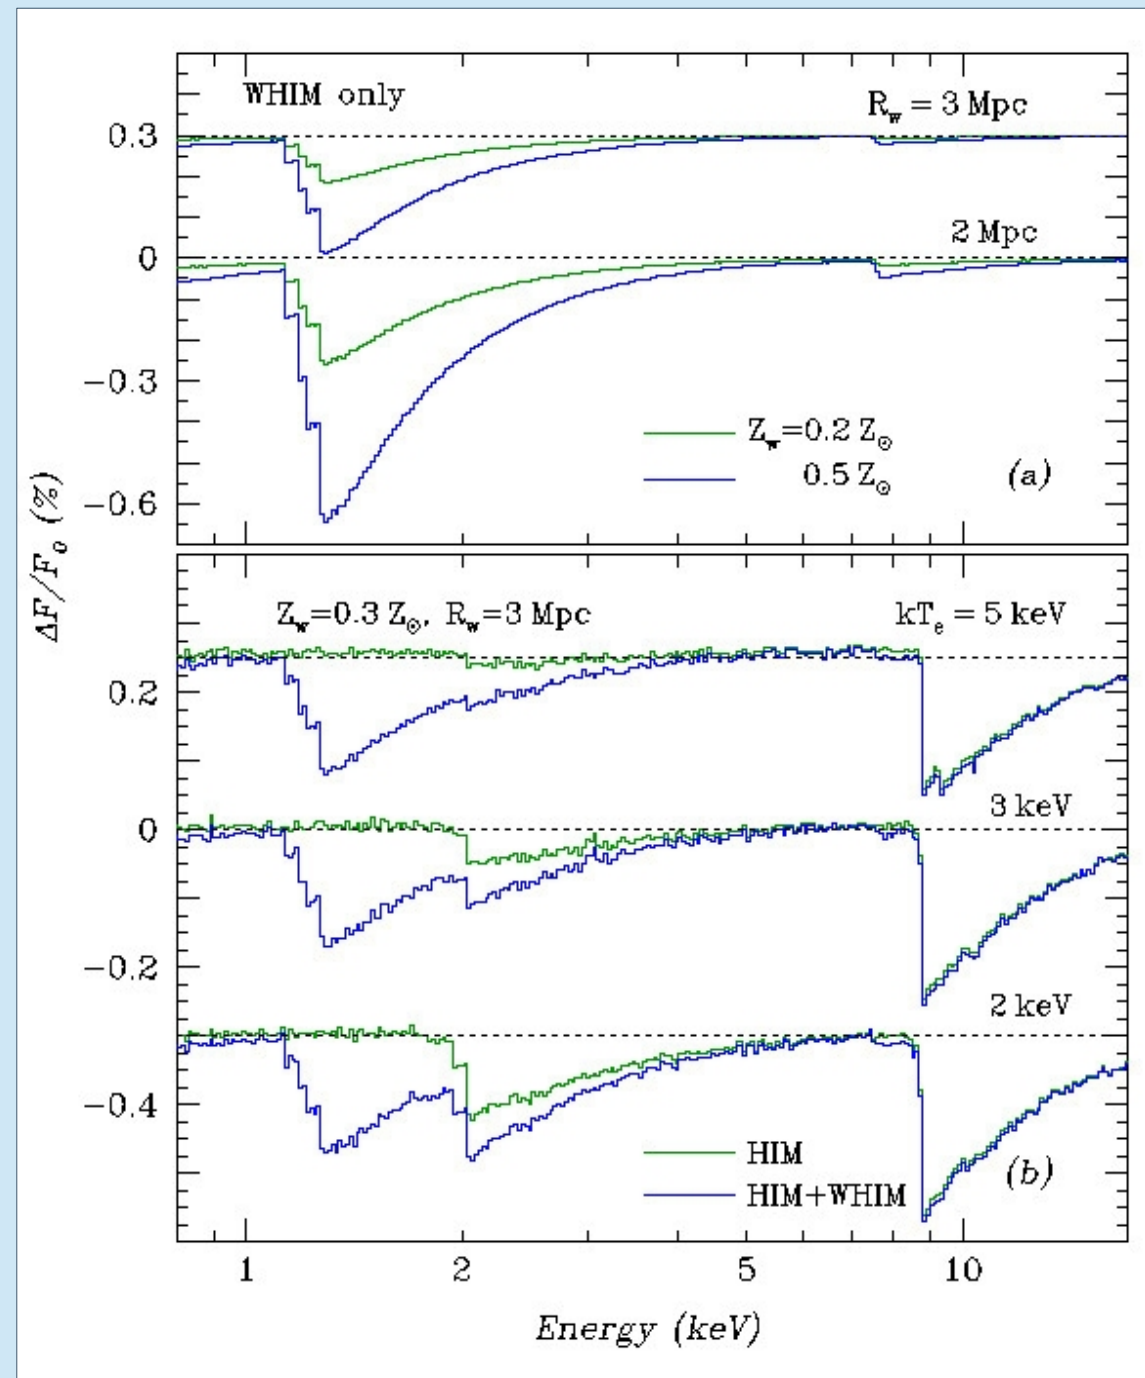 WHIM only
R_w = 3 Mpc
0.3
2 Mpc
0
−0.3
Z_w=0.2 Z_⊙
0.5 Z_⊙
(a)
−0.6
ΔF/F_o (%)
Z_w=0.3 Z_⊙, R_w=3 Mpc
kT_e = 5 keV
0.2
3 keV
0
−0.2
2 keV
−0.4
HIM
HIM+WHIM
(b)
1 2 5 10
Energy (keV)